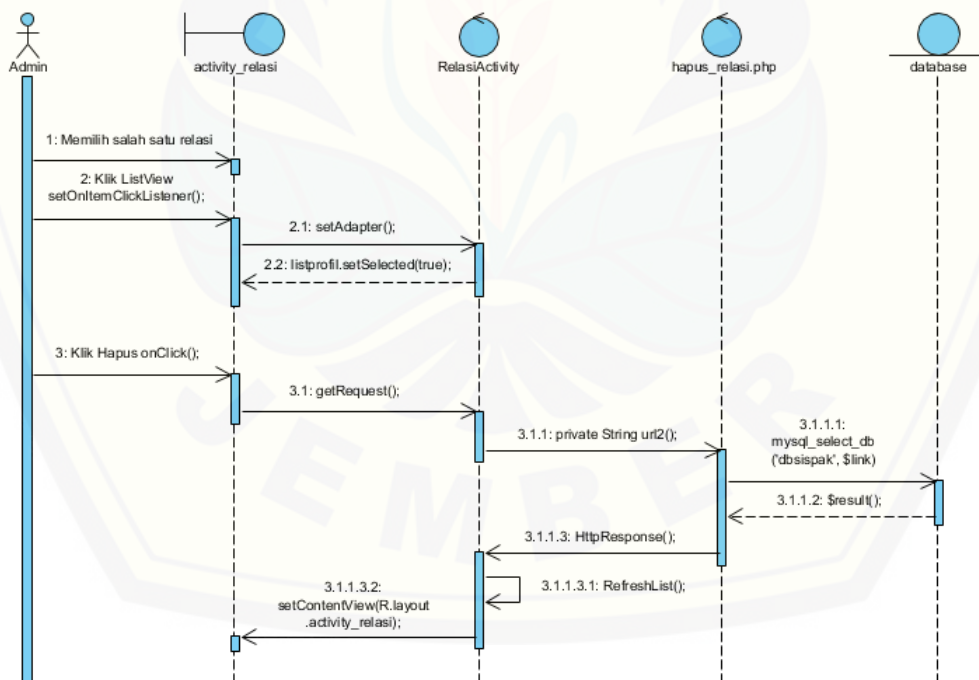 Admin
activity_relasi
RelasiActivity
hapus_relasi.php
database
1: Memilih salah satu relasi
2: Klik ListView
setOnItemClickListener();
2.1: setAdapter();
2.2: listprofil.setSelected(true);
3: Klik Hapus onClick();
3.1: getRequest();
3.1.1: private String url2();
3.1.1.1:
mysql_select_db
('dbsispak', $link)
3.1.1.2: $result();
3.1.1.3: HttpResponse();
3.1.1.3.1: RefreshList();
3.1.1.3.2:
setContentView(R.layout
.activity_relasi);
JEMBER